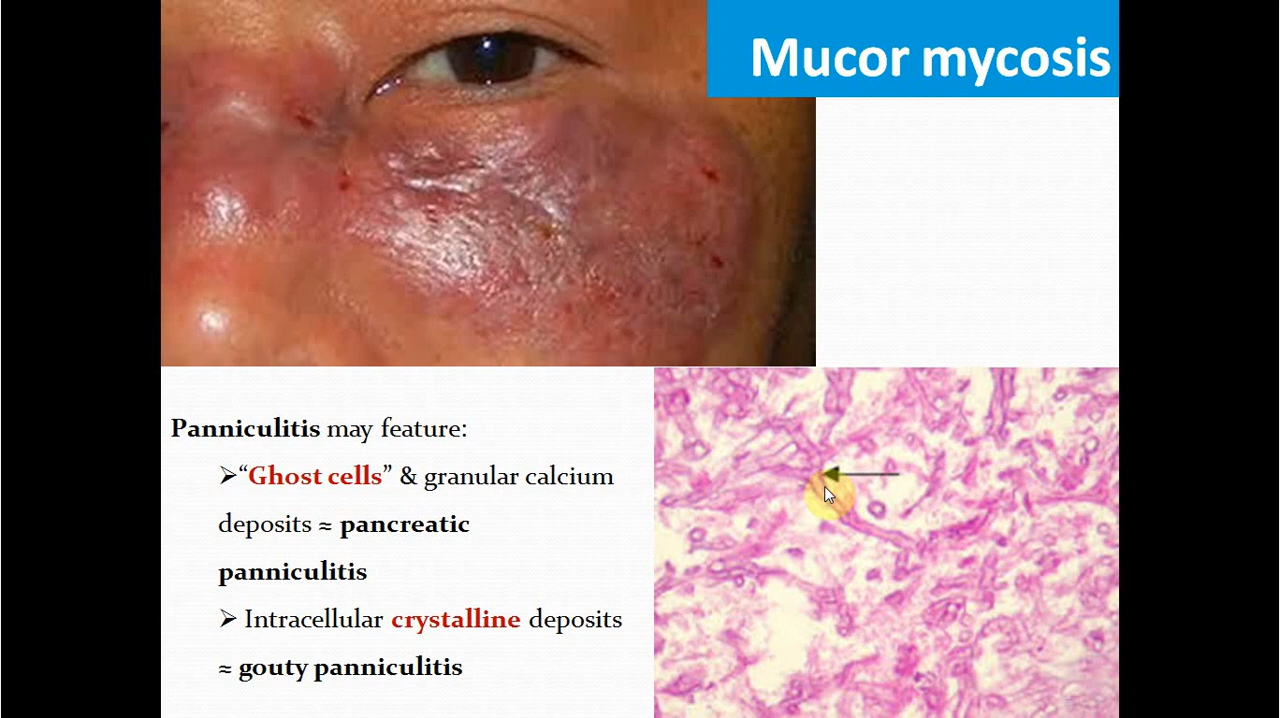 Mucor mycosis
Panniculitis may feature:
➢“Ghost cells” & granular calcium
deposits ≈ pancreatic
panniculitis
➢ Intracellular crystalline deposits
≈ gouty panniculitis